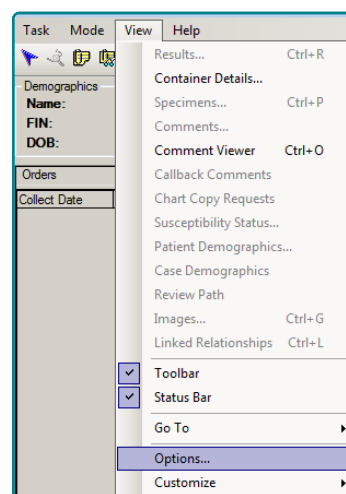 Task Mode View Help
Results... Ctrl+R
Demographics
Container Details...
Name:
Specimens... Ctrl+P
FIN:
Comments...
DOB:
Comment Viewer Ctrl+O
Orders
Callback Comments
Collect Date
Chart Copy Requests
Susceptibility Status...
Patient Demographics...
Case Demographics
Review Path
Images... Ctrl+G
Linked Relationships Ctrl+L
Toolbar
Status Bar
Go To
Options...
Customize